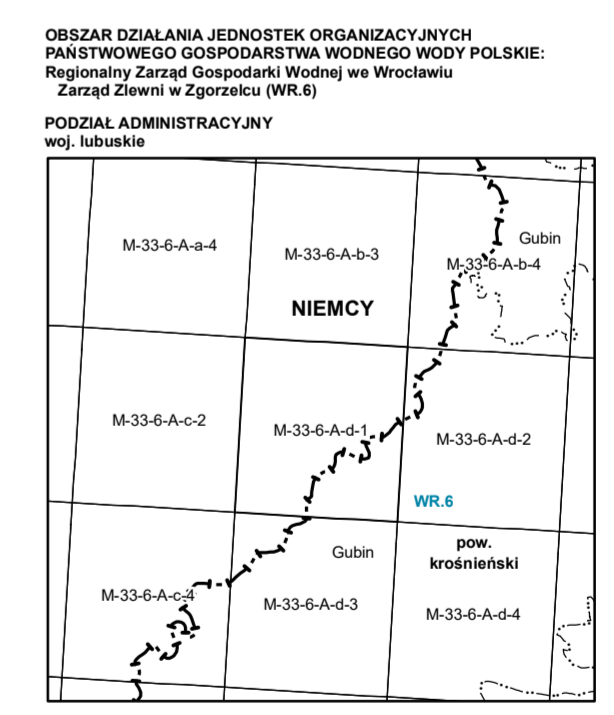 OBSZAR DZIAŁANIA JEDNOSTEK ORGANIZACYJNYCH
PAŃSTWOWEGO GOSPODARSTWA WODNEGO WODY POLSKIE:
Regionalny Zarząd Gospodarki Wodnej we Wrocławiu
Zarząd Zlewni w Zgorzelcu (WR.6)
PODZIAŁ ADMINISTRACYJNY
woj. lubuskie
M-33-6-A-a-4
M-33-6-A-b-3
Gubin
M-33-6-A-b-4
NIEMCY
M-33-6-A-c-2
M-33-6-A-d-1
M-33-6-A-d-2
WR.6
Gubin
pow.
krośnieński
M-33-6-A-c-4
M-33-6-A-d-3
M-33-6-A-d-4